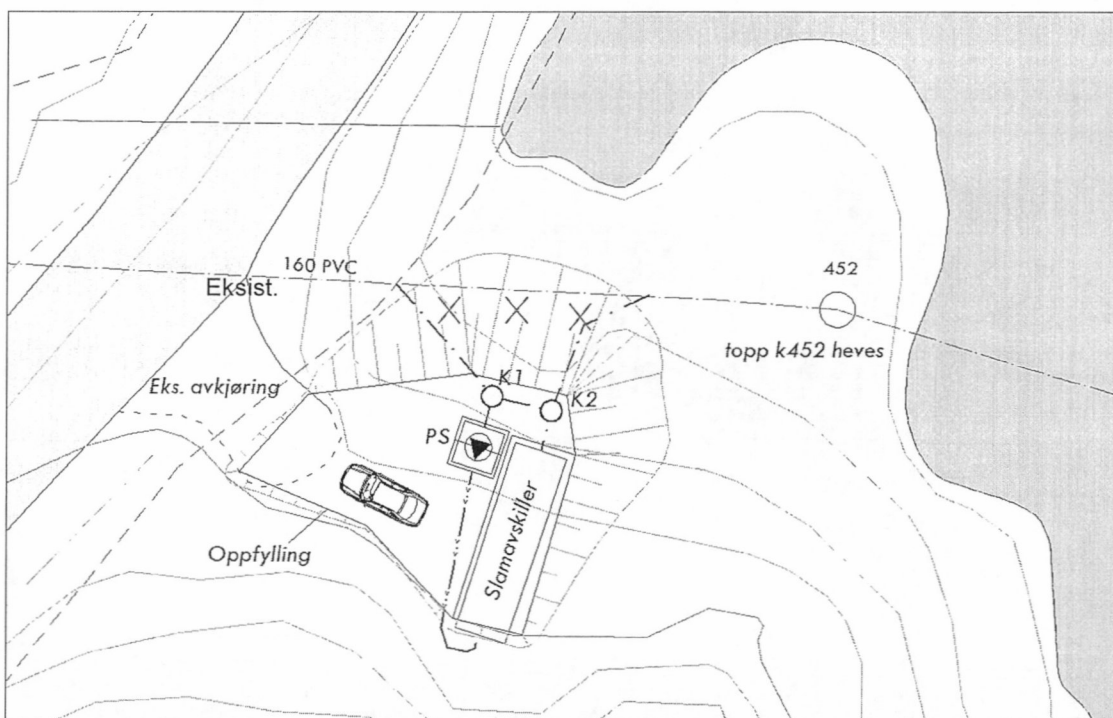 452
160 PVC
Eksist.
topp k452 heves
K1
Eks. avkjøring
K2
PS
Slamavskiller
Oppfylling